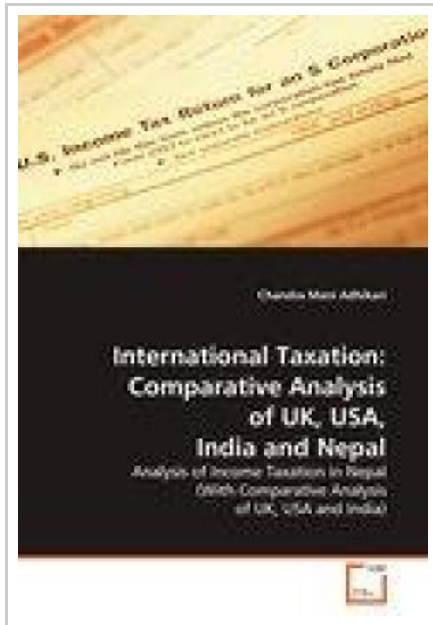 U.S. Income Tax Return for an S Corporation
Chandra Mani Adhikari
International Taxation:
Comparative Analysis
of UK, USA,
India and Nepal
Analysis of Income Taxation in Nepal
(With Comparative Analysis
of UK, USA and India)